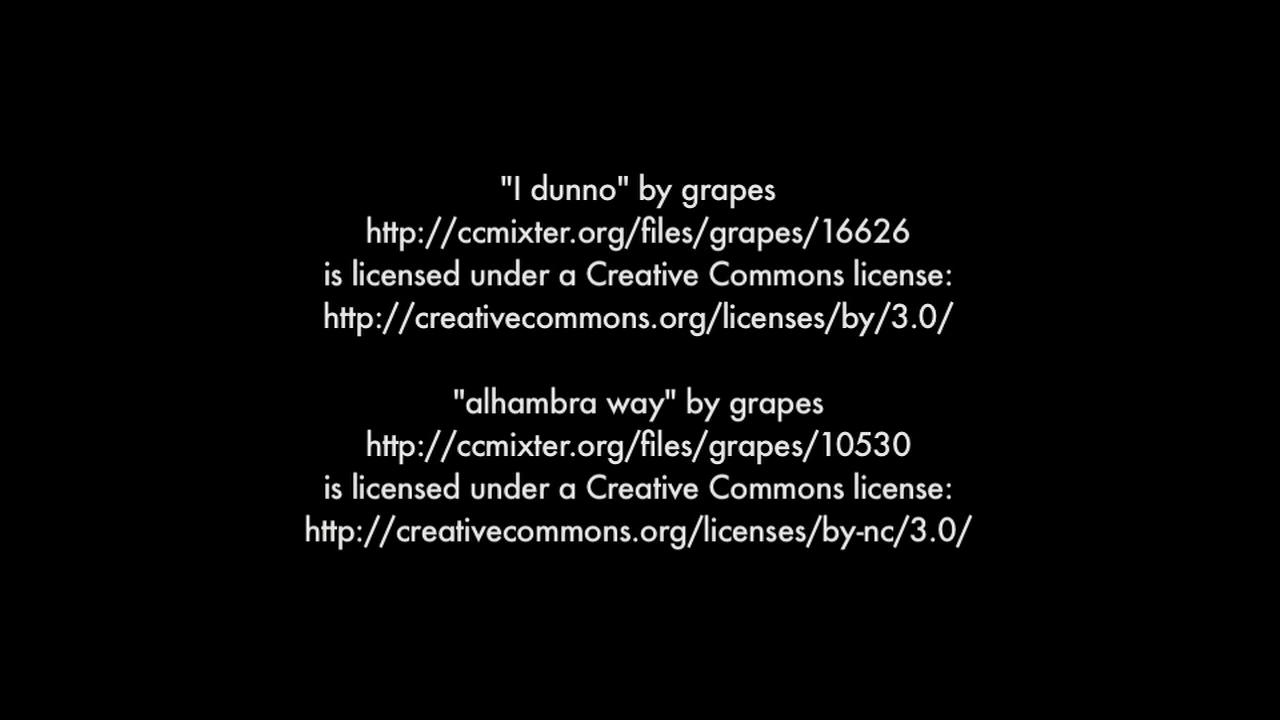 "I dunno" by grapes
http://ccmixter.org/files/grapes/16626
is licensed under a Creative Commons license:
http://creativecommons.org/licenses/by/3.0/
"alhambra way" by grapes
http://ccmixter.org/files/grapes/10530
is licensed under a Creative Commons license:
http://creativecommons.org/licenses/by-nc/3.0/